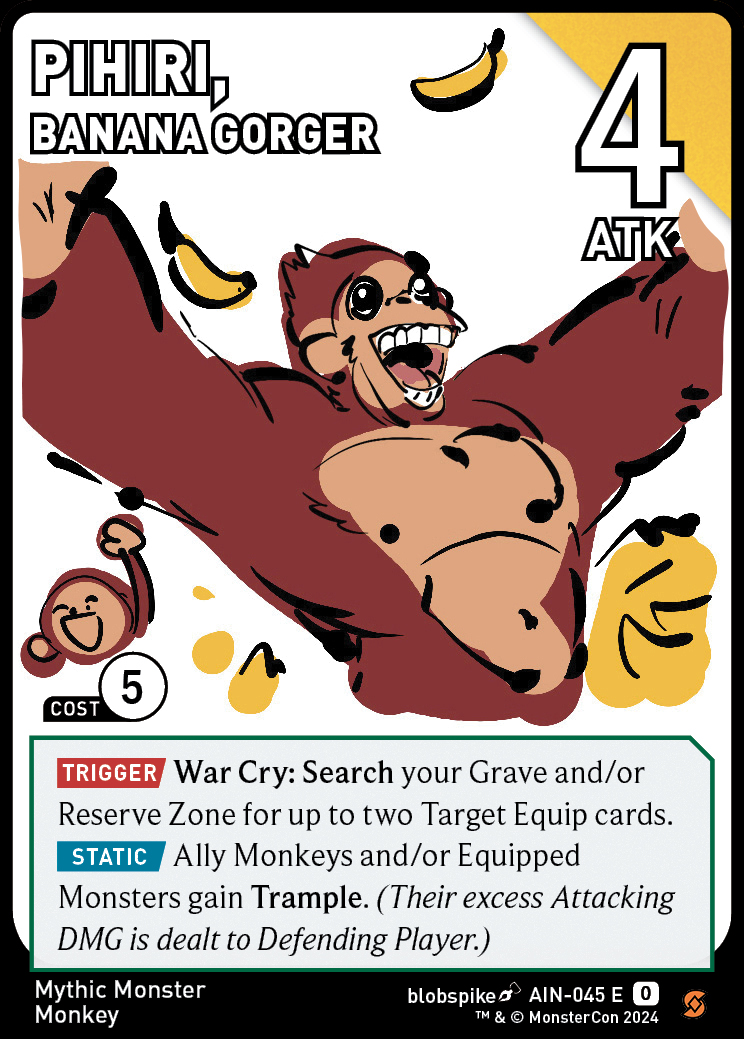 PIHIRI,
BANANA GORGER
4
ATK
COST 5
TRIGGER War Cry: Search your Grave and/or
Reserve Zone for up to two Target Equip cards.
STATIC Ally Monkeys and/or Equipped
Monsters gain Trample. (Their excess Attacking
DMG is dealt to Defending Player.)
Mythic Monster
Monkey
blobspike AIN-045 E 0
™ & © MonsterCon 2024